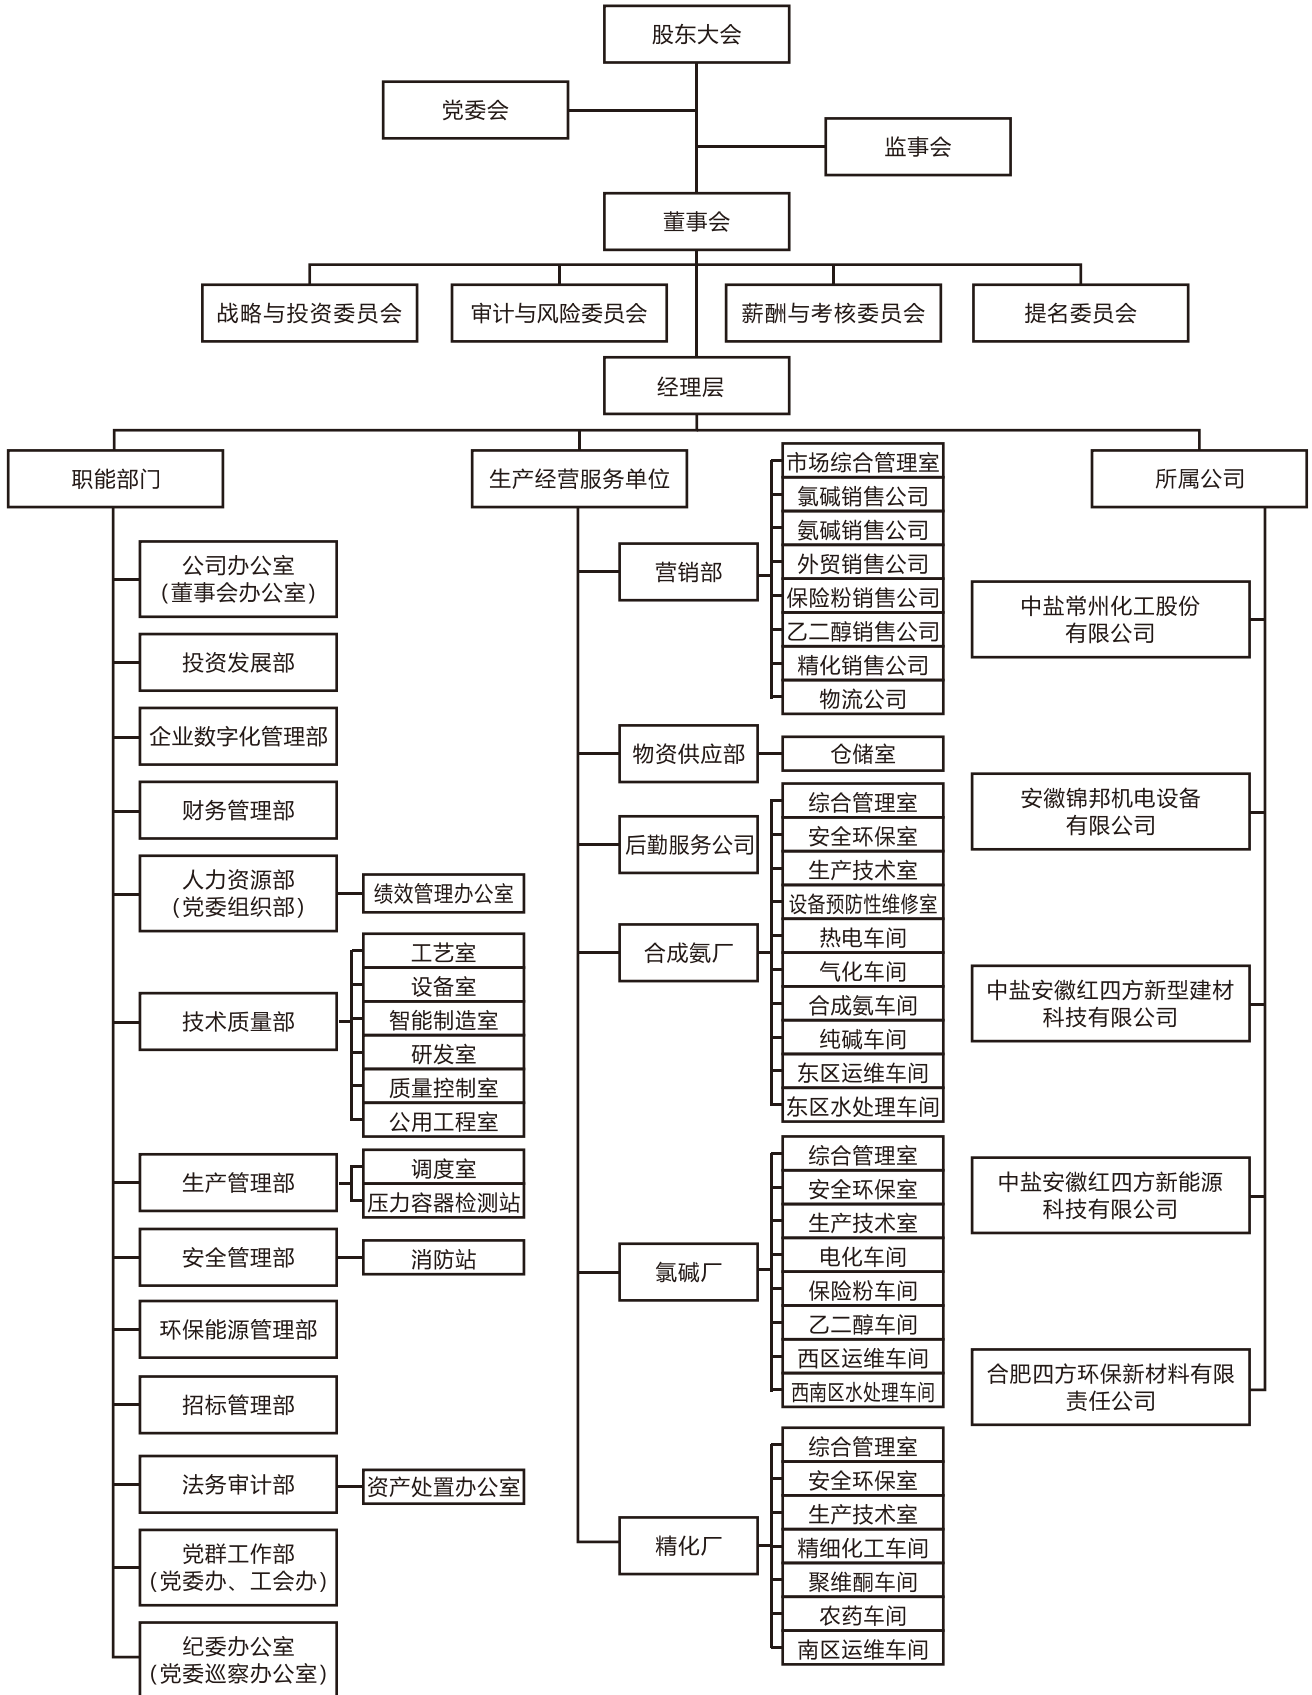 股东大会
党委会
监事会
董事会
战略与投资委员会
审计与风险委员会
薪酬与考核委员会
提名委员会
经理层
职能部门
公司办公室
（董事会办公室）
投资发展部
企业数字化管理部
财务管理部
人力资源部
（党委组织部）
绩效管理办公室
技术质量部
工艺室
设备室
智能制造室
研发室
质量控制室
公用工程室
生产管理部
调度室
压力容器检测站
安全管理部
消防站
环保能源管理部
招标管理部
法务审计部
资产处置办公室
党群工作部
（党委办、工会办）
纪委办公室
（党委巡察办公室）
生产经营服务单位
营销部
市场综合管理室
氯碱销售公司
氨碱销售公司
外贸销售公司
保险粉销售公司
乙二醇销售公司
精化销售公司
物流公司
物资供应部
仓储室
后勤服务公司
合成氨厂
综合管理室
安全环保室
生产技术室
设备预防性维修室
热电车间
气化车间
合成氨车间
纯碱车间
东区运维车间
东区水处理车间
氯碱厂
综合管理室
安全环保室
生产技术室
电化车间
保险粉车间
乙二醇车间
西区运维车间
西南区水处理车间
精化厂
综合管理室
安全环保室
生产技术室
精细化工车间
聚维酮车间
农药车间
南区运维车间
所属公司
中盐常州化工股份
有限公司
安徽锦邦机电设备
有限公司
中盐安徽红四方新型建材
科技有限公司
中盐安徽红四方新能源
科技有限公司
合肥四方环保新材料有限
责任公司